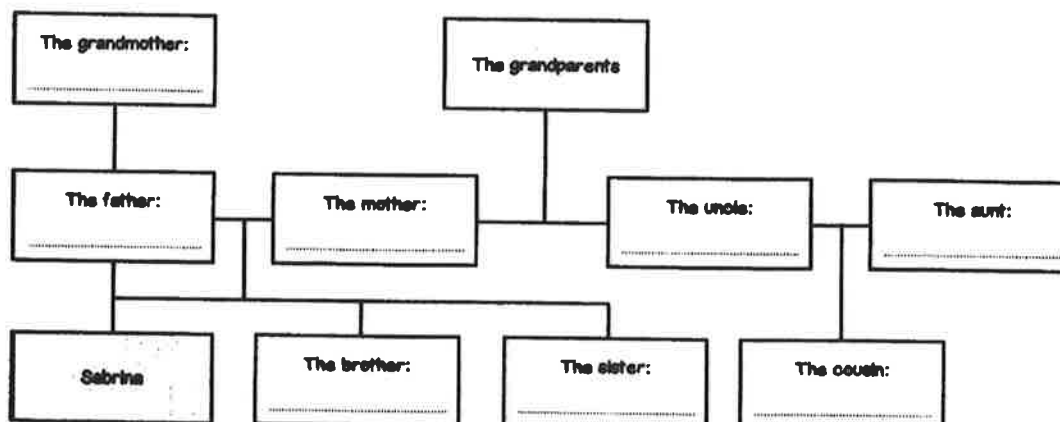 The grandmother:
The grandparents
The father:
The mother:
The uncle:
The aunt:
Sabrina
The brother:
The sister:
The cousin: